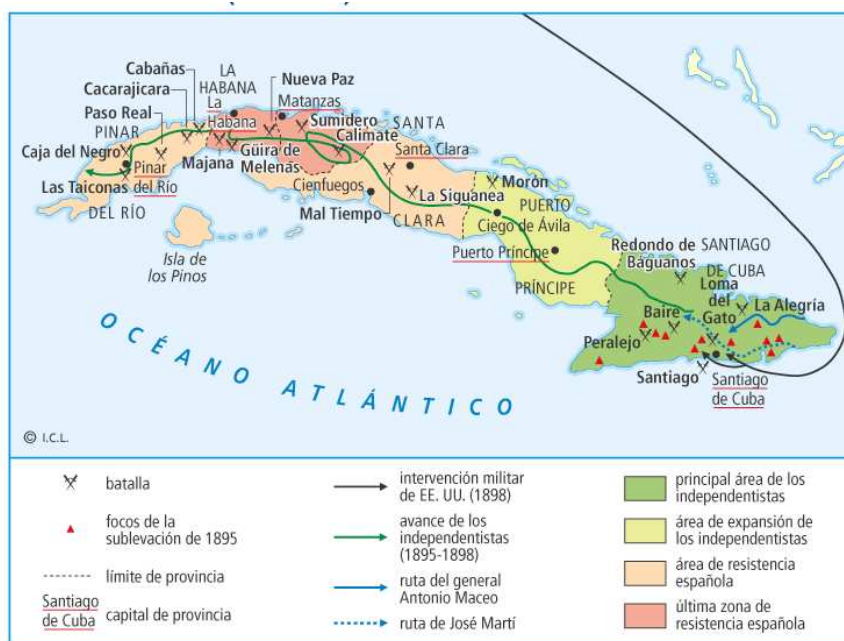 Cabañas
Cacarajicara
Paso Real
PINAR
Caja del Negro
Pinar
del Río
Las Taiconas
DEL RÍO
LA
HABANA
La
Habana
Majana
Güira de
Melenas
Nueva Paz
Matanzas
Sumidero
Calimate
SANTA
Santa Clara
Cienfuegos
La Siguanea
Mal Tiempo
CLARA
Isla de
los Pinos
Morón
PUERTO
Ciego de Ávila
Puerto Príncipe
PRÍNCIPE
Redondo de
Báguanos
SANTIAGO
DE CUBA
Loma
del
Gato
La Alegría
Baire
Peralejo
Santiago
Santiago
de Cuba
OCÉANO ATLÁNTICO
© I.C.L.
batalla
focos de la
sublevación de 1895
límite de provincia
Santiago
de Cuba
capital de provincia
intervención militar
de EE. UU. (1898)
avance de los
independentistas
(1895-1898)
ruta del general
Antonio Maceo
ruta de José Martí
principal área de los
independentistas
área de expansión de
los independentistas
área de resistencia
española
última zona de
resistencia española